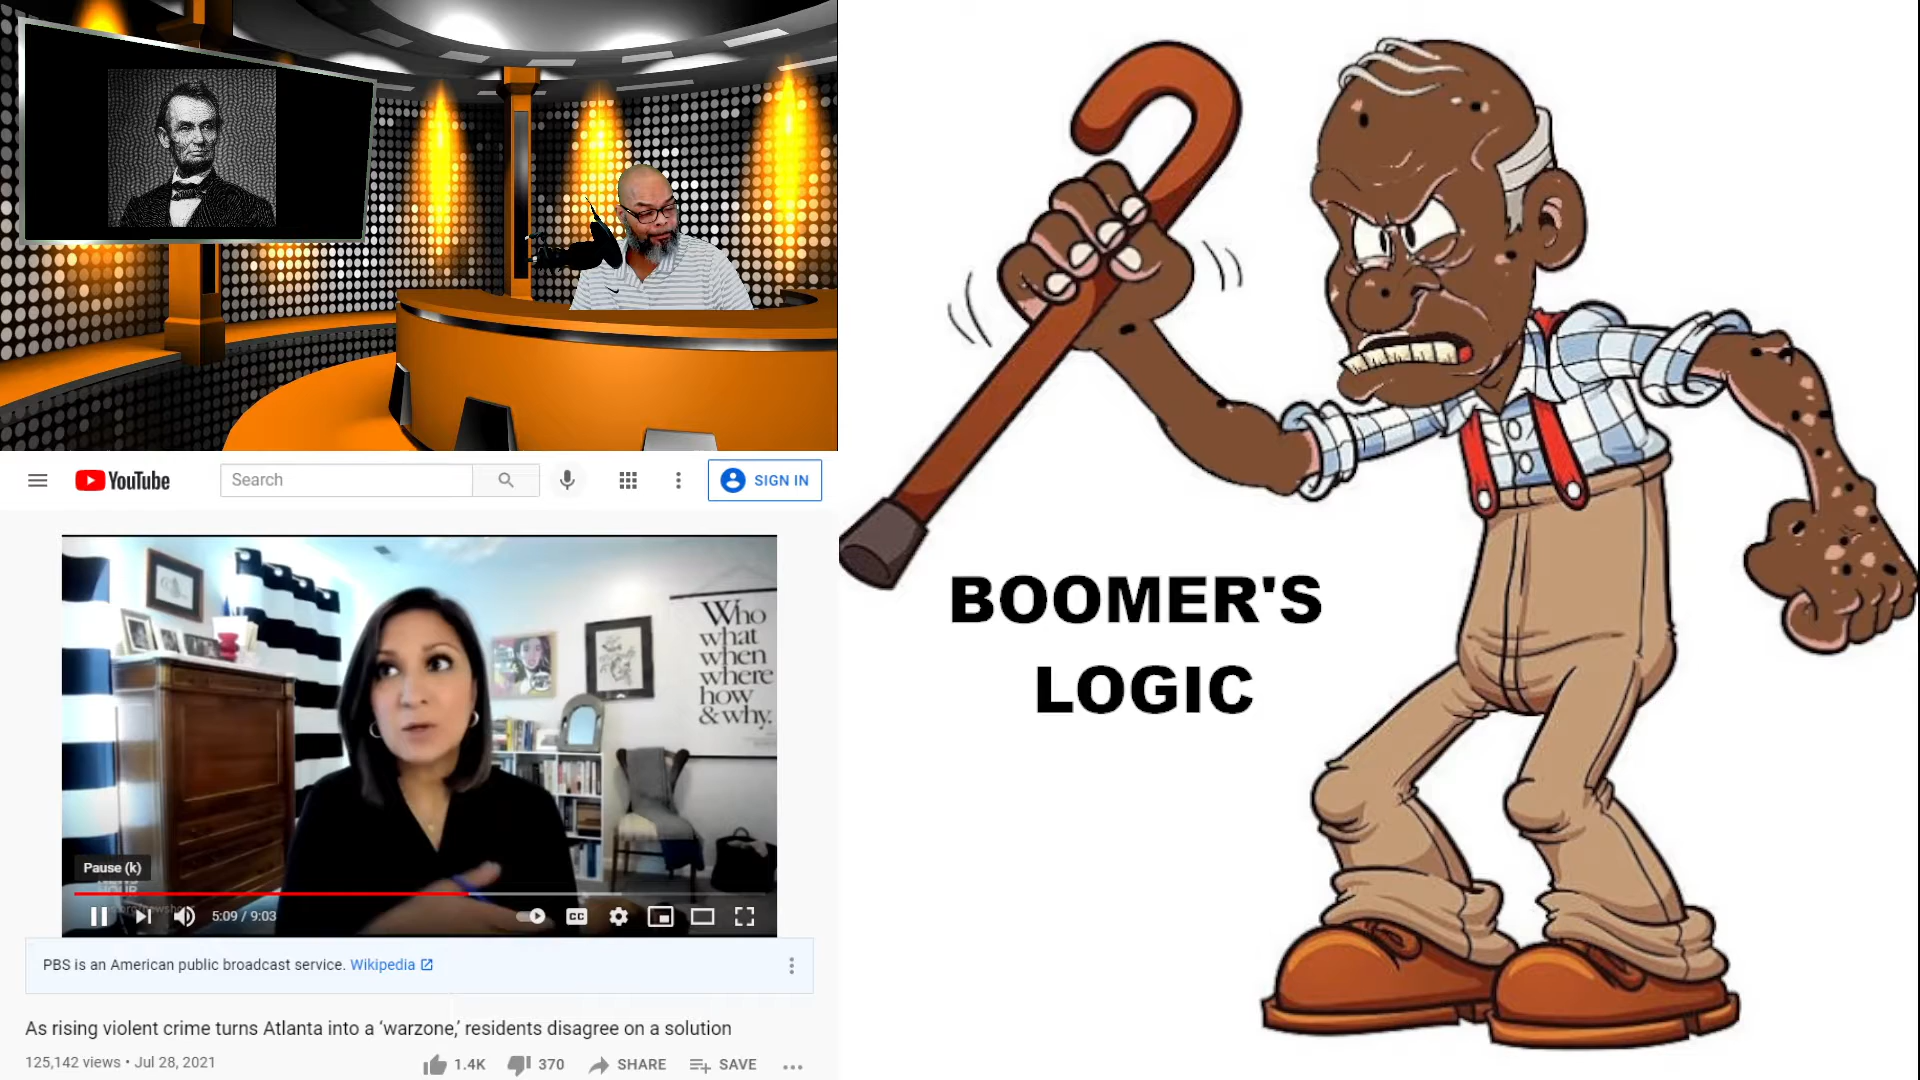 YouTube
Search
SIGN IN
Who
what
when
where
how
& why.
Pause (k)
HOUR
5:09 / 9:03
CC
PBS is an American public broadcast service. Wikipedia
As rising violent crime turns Atlanta into a ‘warzone,’ residents disagree on a solution
125,142 views • Jul 28, 2021
1.4K
370
SHARE
SAVE
BOOMER'S
LOGIC